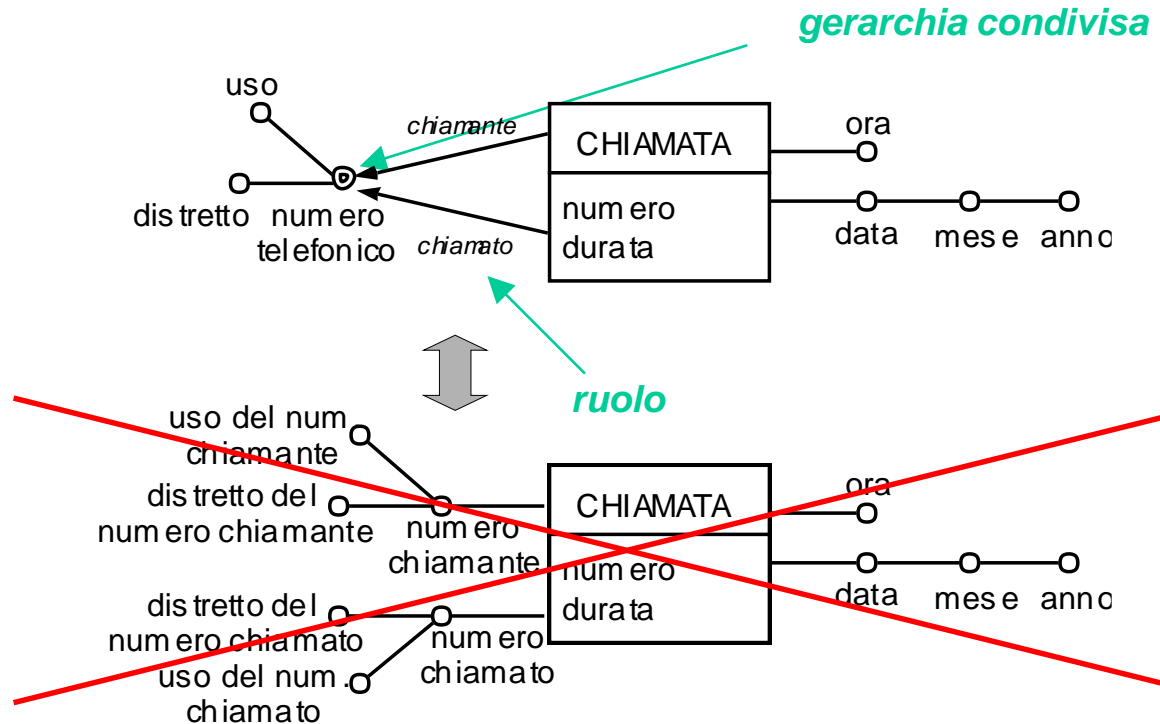 gerarchia condivisa
uso
chiamante
CHIAMATA
ora
distretto
numero
telefonico
chiamato
numero
durata
data
mese
anno
ruolo
uso del num
chiamante
distretto del
numero chiamante
numero
chiamante
CHIAMATA
ora
numero
durata
data
mese
anno
distretto del
numero chiamato
numero
chiamato
uso del num.
chiamato